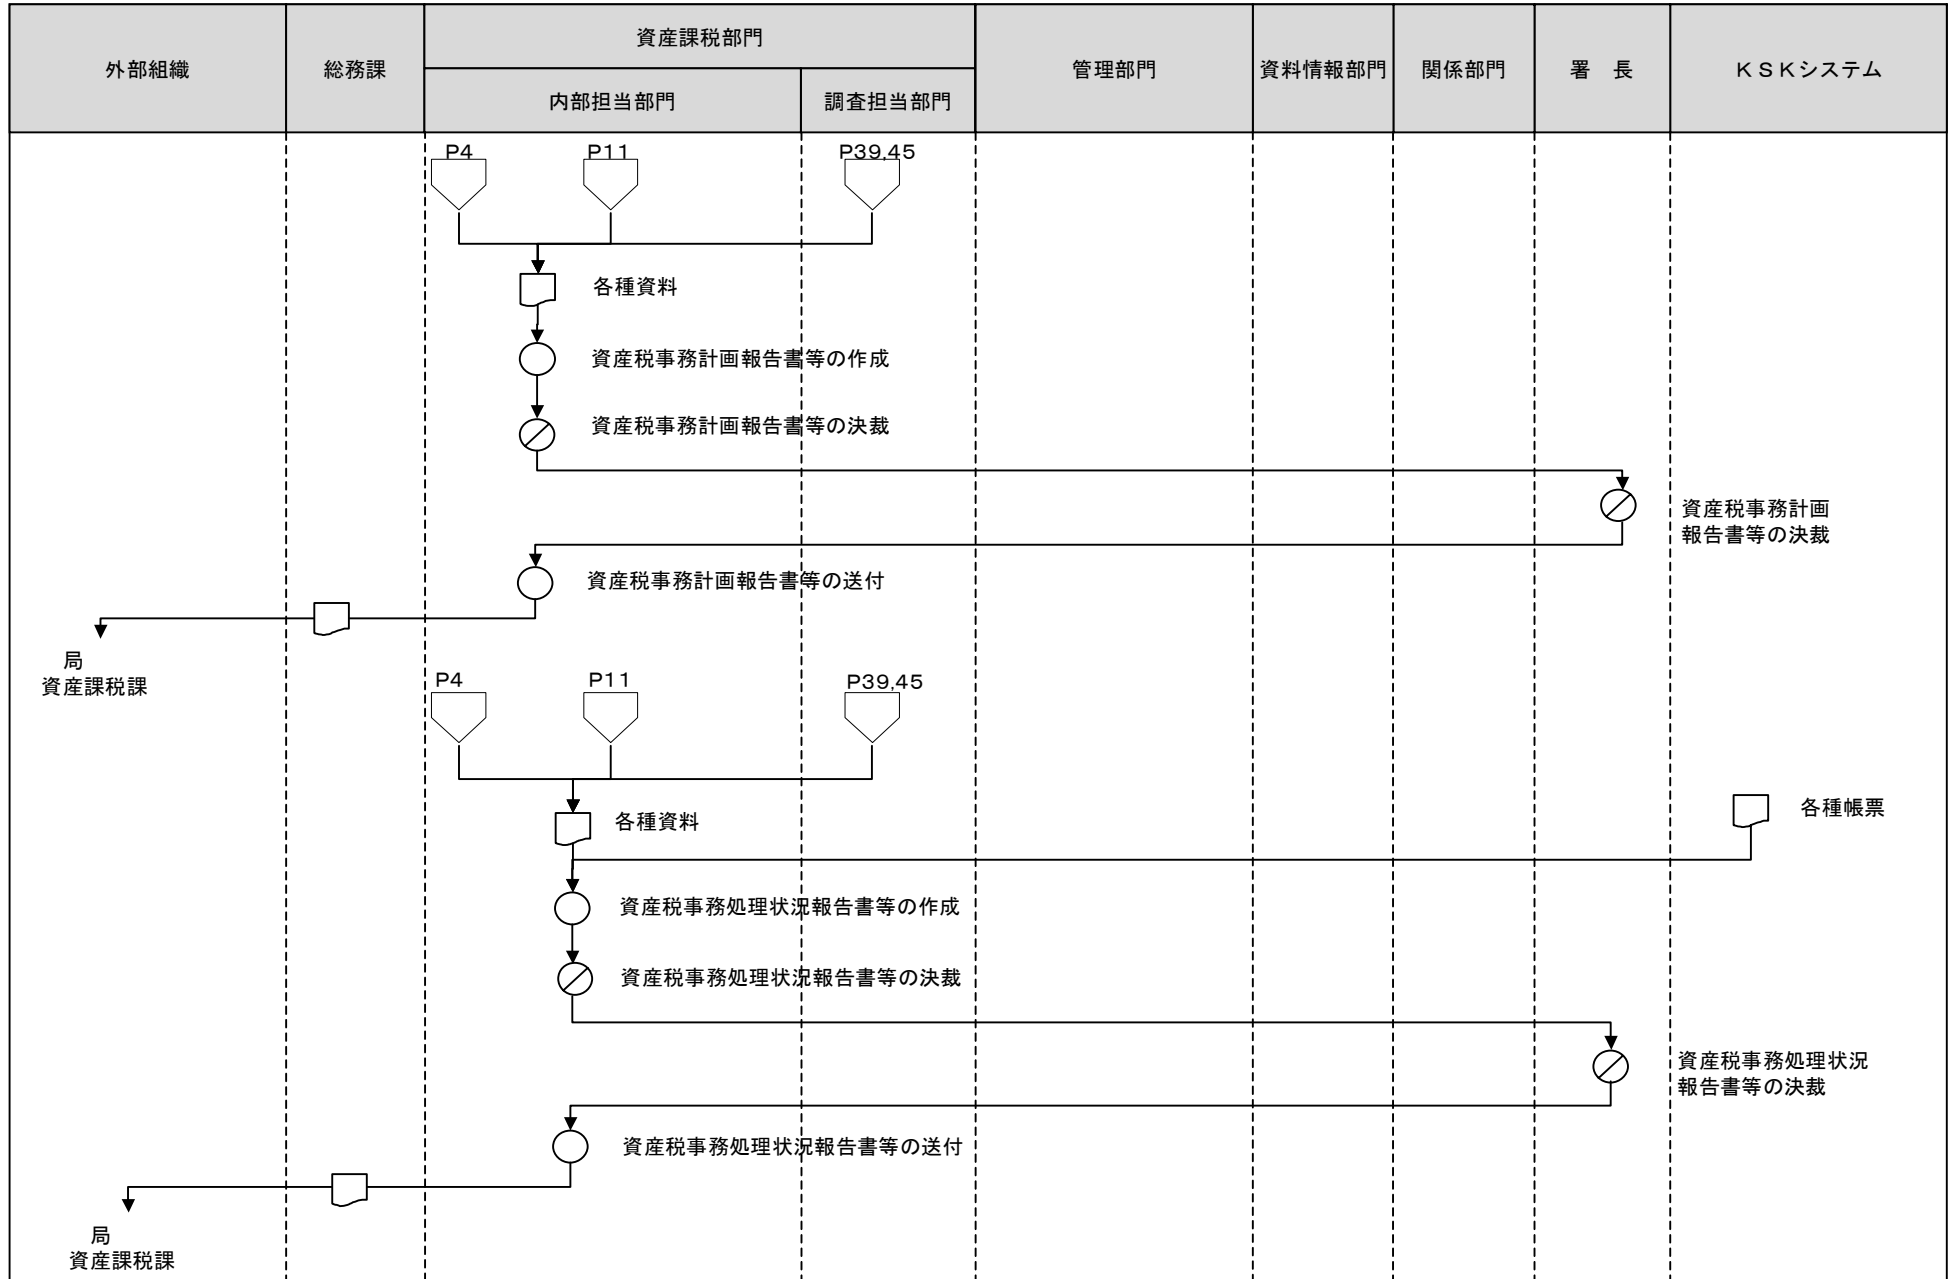 外部組織
総務課
資産課税部門
内部担当部門
調査担当部門
管理部門
資料情報部門
関係部門
署　長
ＫＳＫシステム
P4
P11
P39,45
各種資料
資産税事務計画報告書等の作成
資産税事務計画報告書等の決裁
資産税事務計画
報告書等の決裁
資産税事務計画報告書等の送付
局
資産課税課
P4
P11
P39,45
各種資料
各種帳票
資産税事務処理状況報告書等の作成
資産税事務処理状況報告書等の決裁
資産税事務処理状況
報告書等の決裁
資産税事務処理状況報告書等の送付
局
資産課税課